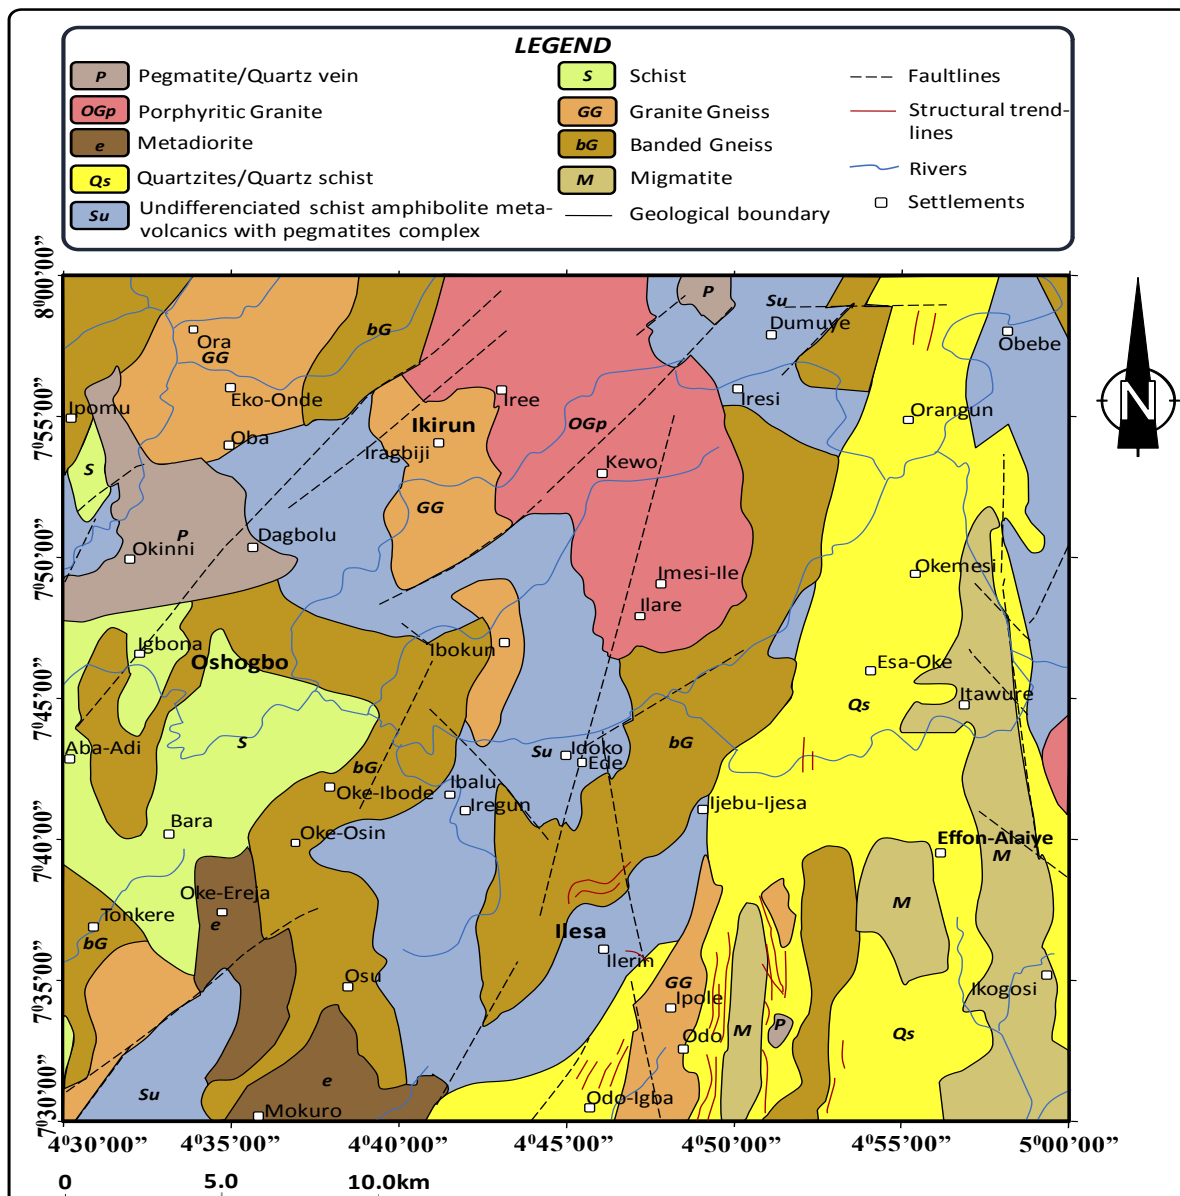 LEGEND
P Pegmatite/Quartz vein
OGp Porphyritic Granite
e Metadiorite
Qs Quartzites/Quartz schist
Su Undifferenciated schist amphibolite meta-
volcanics with pegmatites complex
S Schist
GG Granite Gneiss
bG Banded Gneiss
M Migmatite
Geological boundary
Faultlines
Structural trend-
lines
Rivers
Settlements
8⁰00'00"
7⁰55'00"
7⁰50'00"
7⁰45'00"
7⁰40'00"
7⁰35'00"
7⁰30'00"
P
Su
Dumuye
bG
Ora
GG
Obebe
Eko-Onde
Iree
Iresi
Ipomu
Orangun
Ikirun
OGp
Oba
Iragbiji
Kewo
S
GG
P
Dagbolu
Okinni
Okemesi
Imesi-Ile
Ilare
Igbona
Ibokun
Oshogbo
Esa-Oke
Itawure
Qs
S
bG
Aba-Adi
Su
Idoko
Ede
bG
Ibalu
Oke-Ibode
Iregun
Ijebu-Ijesa
Bara
Oke-Osin
Effon-Alaiye
M
Oke-Ereja
M
Tonkere
e
bG
Ilesa
Ilerin
Osu
GG
Ikogosi
Ipole
P
M
Odo
Qs
e
Su
Odo-Igba
Mokuro
N
4⁰30'00"
4⁰35'00"
4⁰40'00"
4⁰45'00"
4⁰50'00"
4⁰55'00"
5⁰00'00"
0 5.0 10.0km